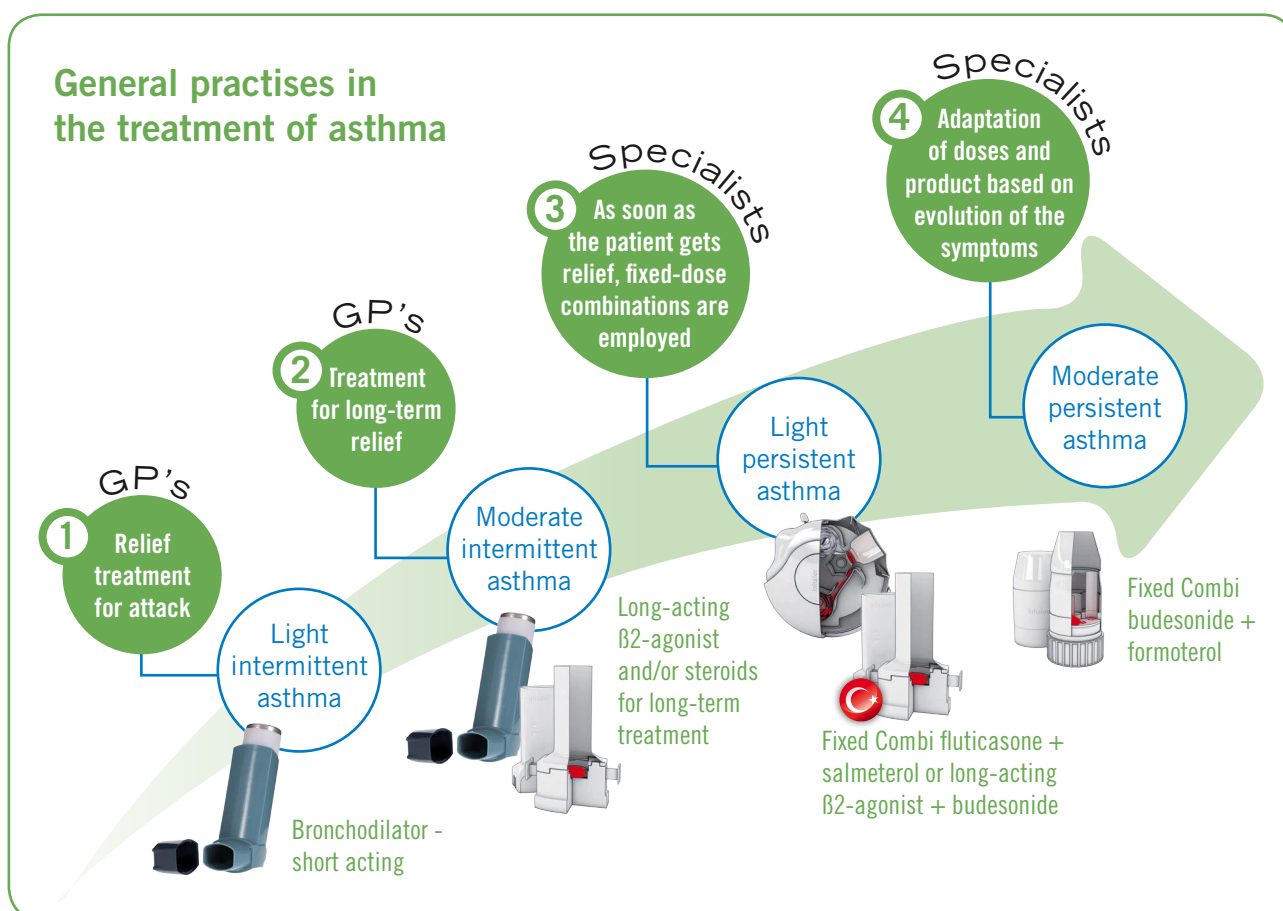 General practises in
the treatment of asthma
GP's
1
Relief
treatment
for attack
Light
intermittent
asthma
Bronchodilator -
short acting
GP's
2
Treatment
for long-term
relief
Moderate
intermittent
asthma
Long-acting
ß2-agonist
and/or steroids
for long-term
treatment
Specialists
3
As soon as
the patient gets
relief, fixed-dose
combinations are
employed
Light
persistent
asthma
Fixed Combi fluticasone +
salmeterol or long-acting
ß2-agonist + budesonide
Specialists
4
Adaptation
of doses and
product based on
evolution of the
symptoms
Moderate
persistent
asthma
Fixed Combi
budesonide +
formoterol